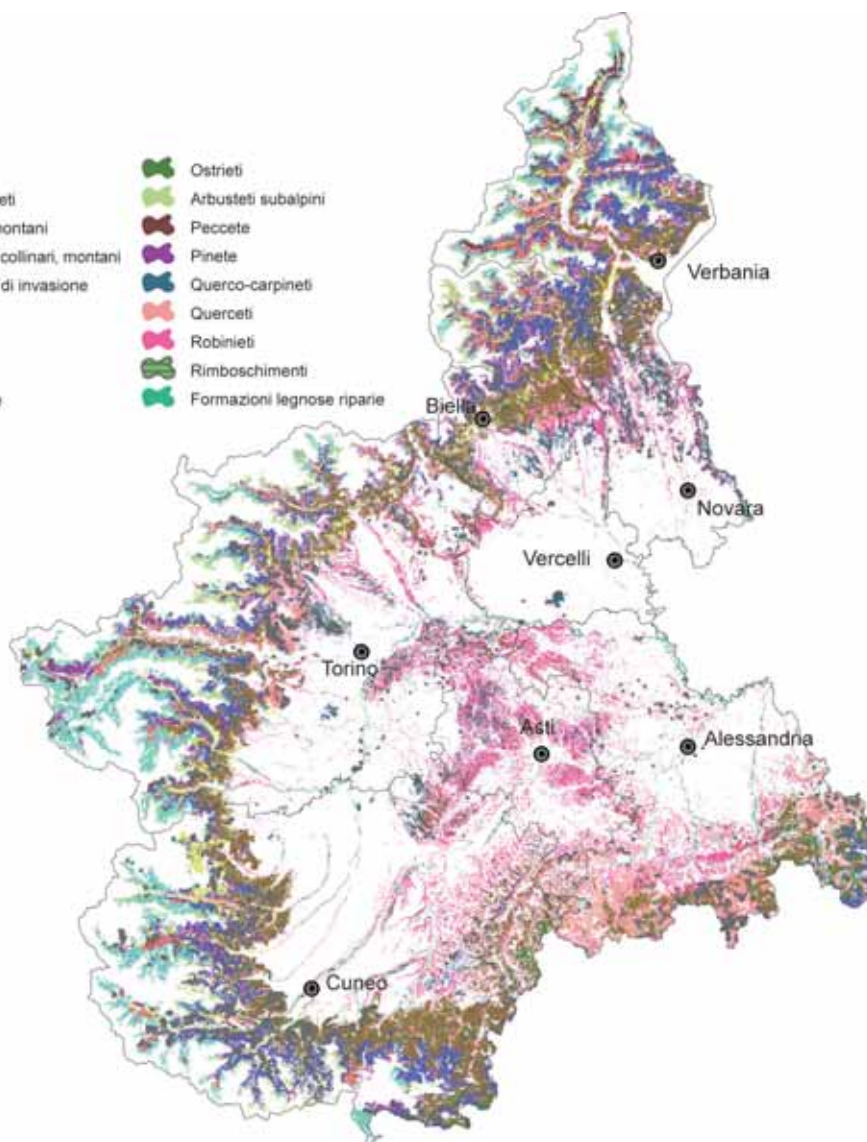 Ostrieti
eti
Arbusteti subalpini
montani
Peccete
collinari, montani
Pinete
di invasione
Querco-carpineti
Querceti
Robinieti
Rimboschimenti
e
Formazioni legnose riparie
Verbania
Biella
Novara
Vercelli
Torino
Asti
Alessandria
Cuneo